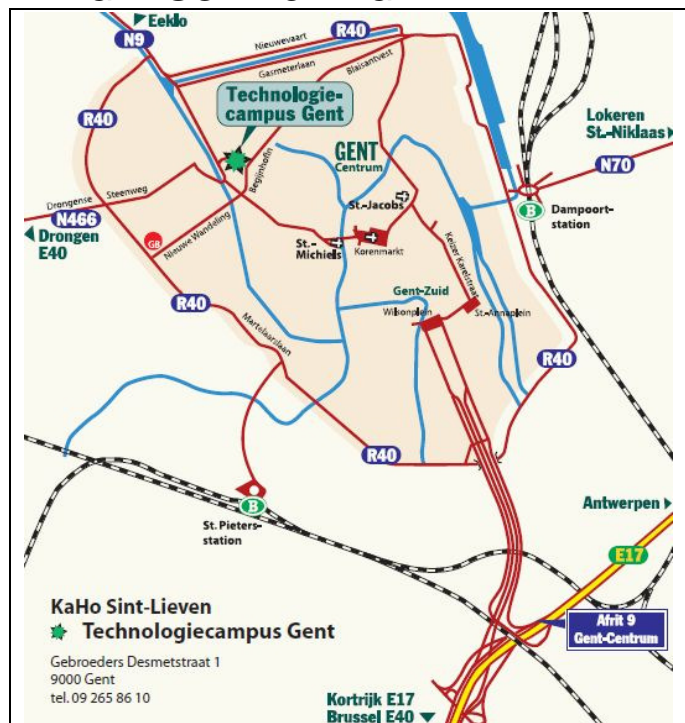 Eeklo
N9
R40
Nieuwevaart
Gasmeterlaan
Blaisantvest
Technologie-
campus Gent
R40
Lokeren
St.-Niklaas
N70
GENT
Centrum
Begijnhofln
Drongense Steenweg
N466
Drongen
E40
St.-Jacobs
B
Dampoort-
station
GB
Nieuwe Wandeling
St.-
Michiels
Korenmarkt
Keizer Karelstraat
Gent-Zuid
R40
Wilsonplein
St.-Annaplein
Martelaarslaan
R40
R40
B
St. Pieters-
station
Antwerpen
E17
KaHo Sint-Lieven
Technologiecampus Gent
Afrit 9
Gent-Centrum
Gebroeders Desmetstraat 1
9000 Gent
tel. 09 265 86 10
Kortrijk E17
Brussel E40